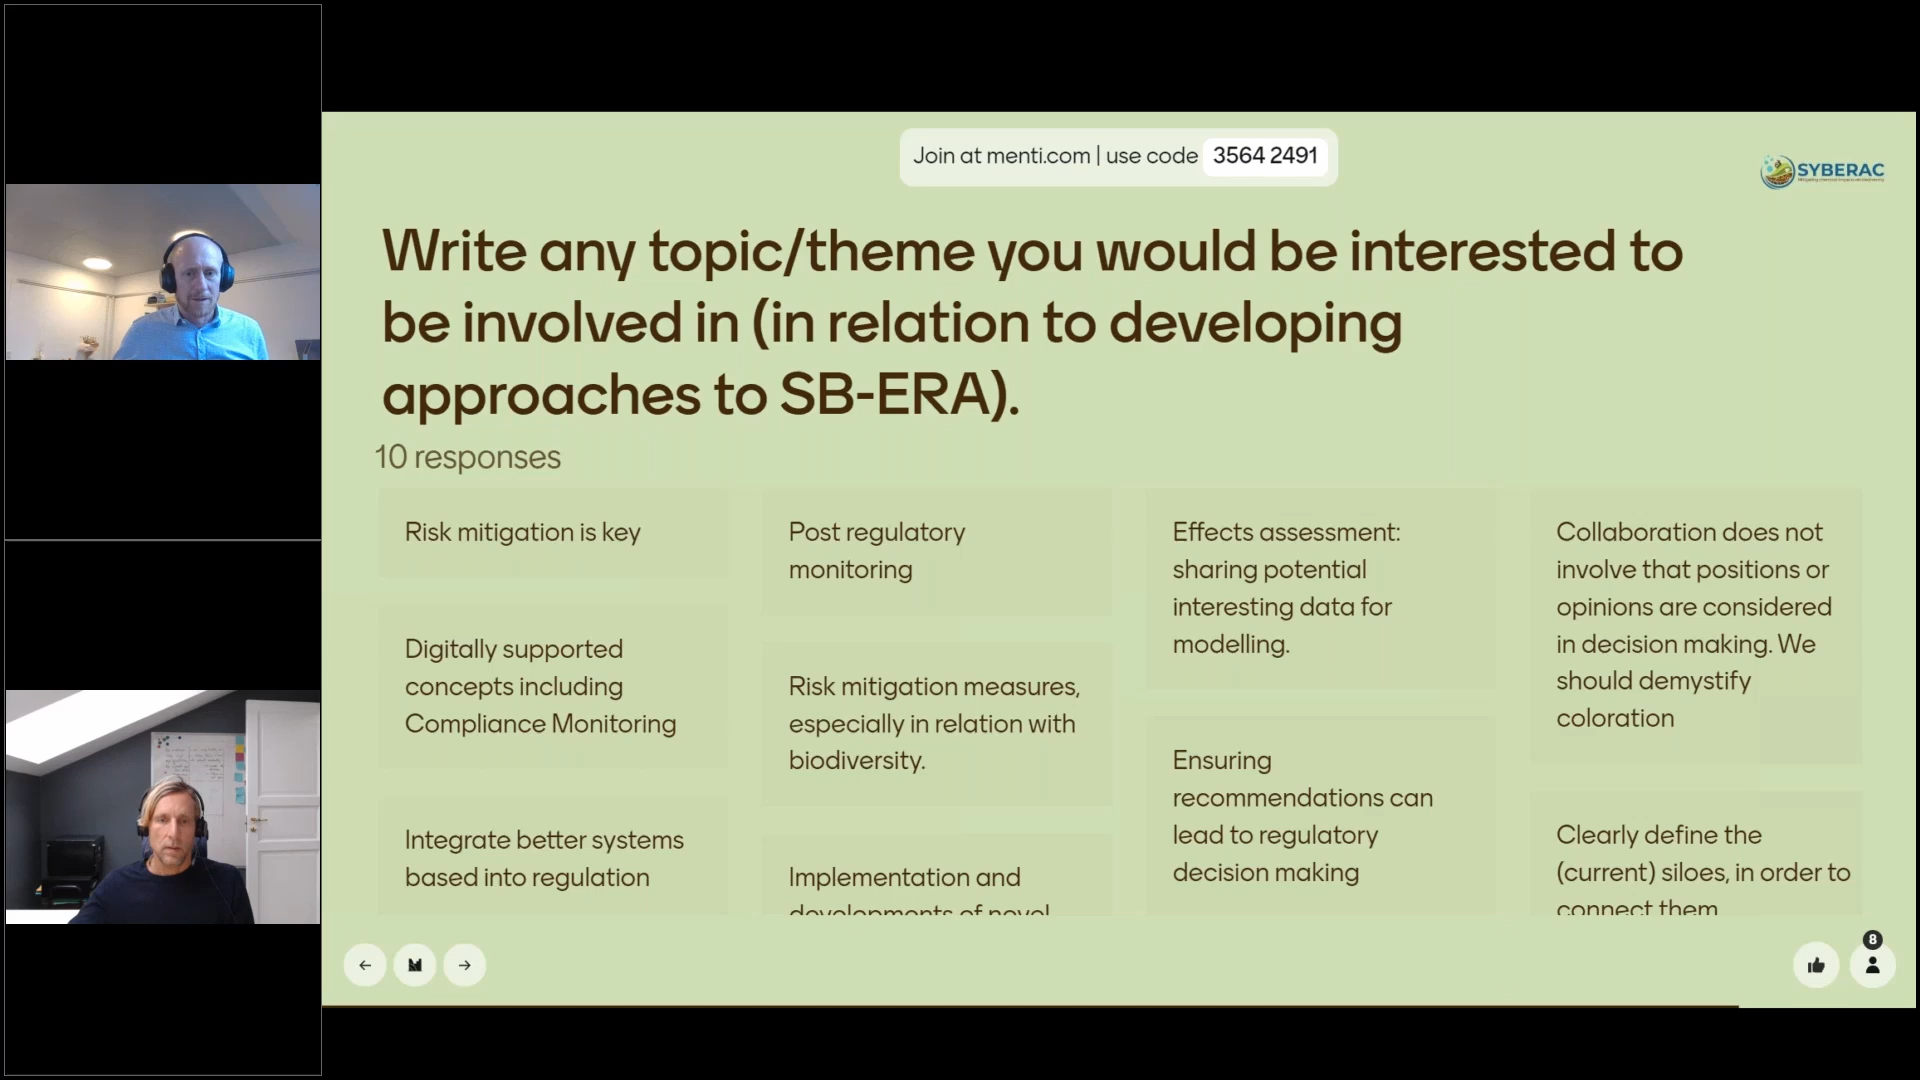 Join at menti.com | use code 3564 2491
SYBERAC
Write any topic/theme you would be interested to
be involved in (in relation to developing
approaches to SB-ERA).
10 responses
Risk mitigation is key
Digitally supported
concepts including
Compliance Monitoring
Integrate better systems
based into regulation
Post regulatory
monitoring
Risk mitigation measures,
especially in relation with
biodiversity.
Implementation and
developments of novel
Effects assessment:
sharing potential
interesting data for
modelling.
Ensuring
recommendations can
lead to regulatory
decision making
Collaboration does not
involve that positions or
opinions are considered
in decision making. We
should demystify
coloration
Clearly define the
(current) siloes, in order to
connect them
8